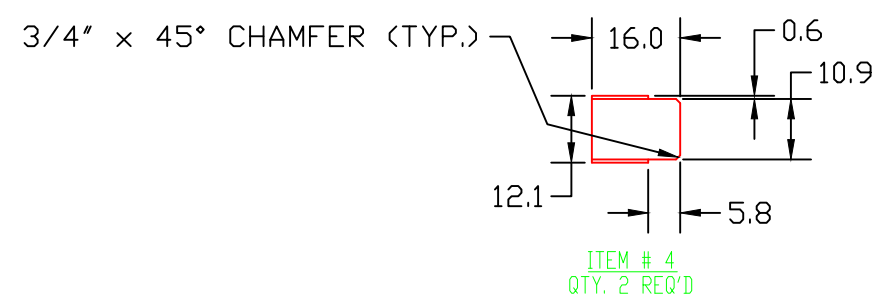 3/4" x 45° CHAMFER (TYP.)
16.0
0.6
10.9
12.1
5.8
ITEM # 4
QTY. 2 REQ'D